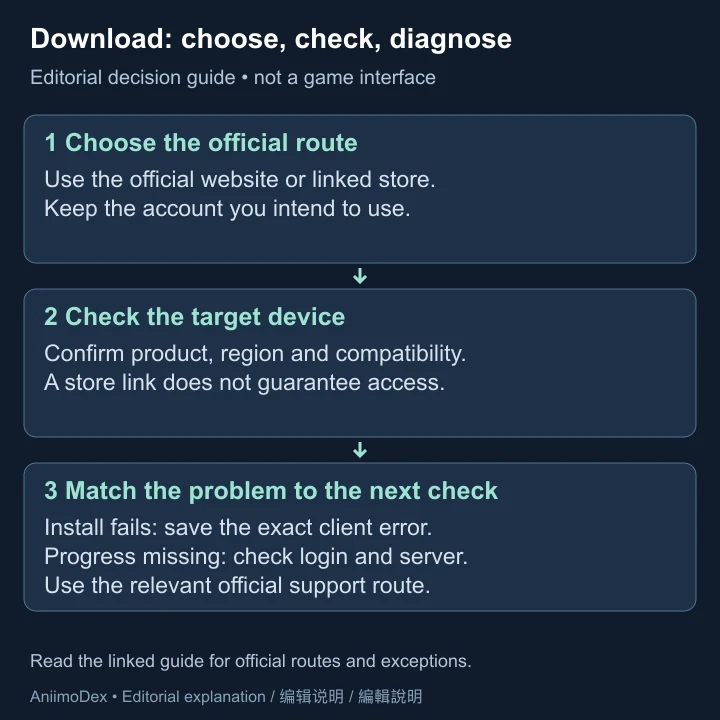 Download: choose, check, diagnose
Editorial decision guide • not a game interface
1 Choose the official route
Use the official website or linked store.
Keep the account you intend to use.
↓
2 Check the target device
Confirm product, region and compatibility.
A store link does not guarantee access.
↓
3 Match the problem to the next check
Install fails: save the exact client error.
Progress missing: check login and server.
Use the relevant official support route.
Read the linked guide for official routes and exceptions.
AniimoDex • Editorial explanation / 编辑说明 / 編輯說明